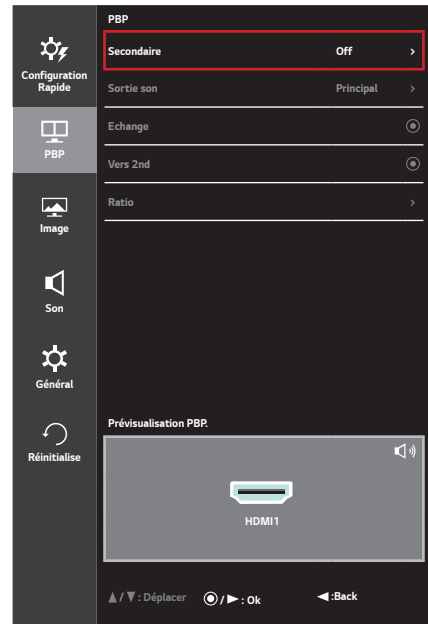 PBP
Configuration
Rapide
PBP
Image
Son
Général
Réinitialise
Secondaire Off >
Sortie son Principal >
Echange
Vers 2nd
Ratio >
Prévisualisation PBP.
HDMI1
▲/▼ : Déplacer ◉/► : Ok ◄ :Back